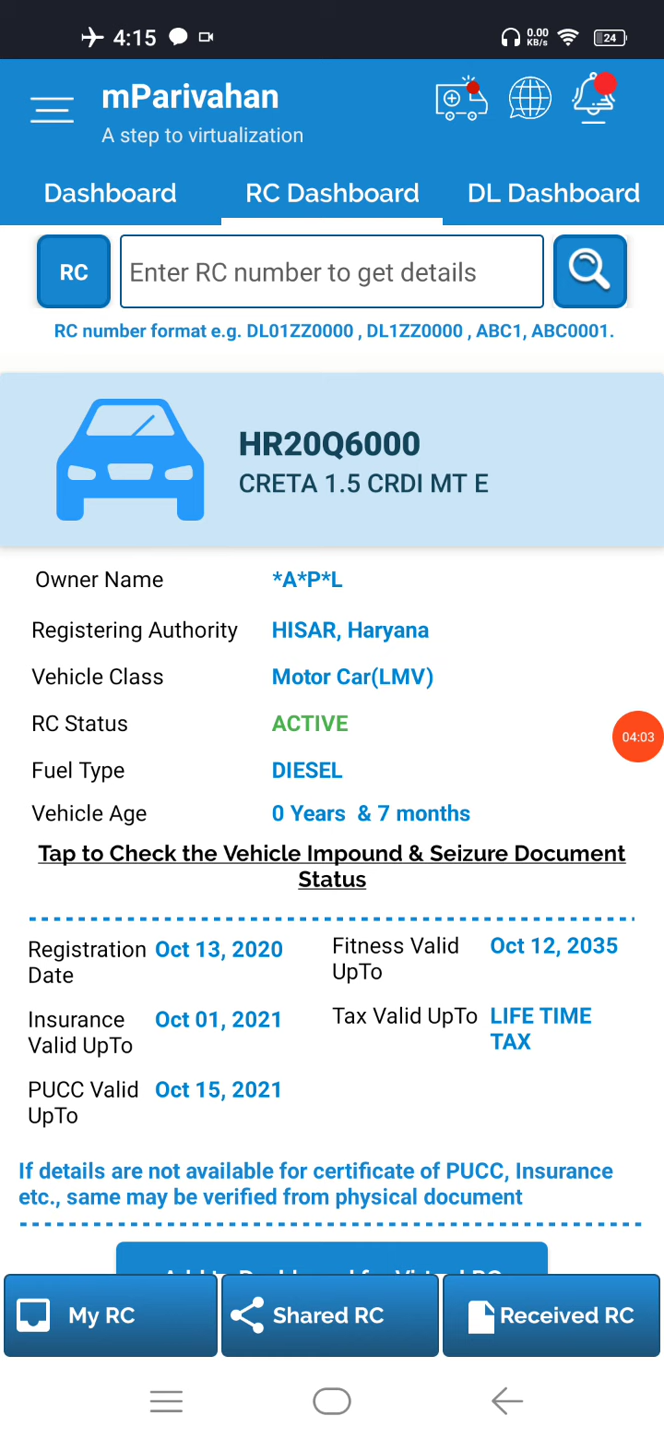 4:15
0.00
KB/s
24
mParivahan
A step to virtualization
Dashboard RC Dashboard DL Dashboard
RC Enter RC number to get details
RC number format e.g. DL01ZZ0000 , DL1ZZ0000 , ABC1, ABC0001.
HR20Q6000
CRETA 1.5 CRDI MT E
Owner Name *A*P*L
Registering Authority HISAR, Haryana
Vehicle Class Motor Car(LMV)
RC Status ACTIVE
04:03
Fuel Type DIESEL
Vehicle Age 0 Years & 7 months
Tap to Check the Vehicle Impound & Seizure Document
Status
Registration Date Oct 13, 2020
Fitness Valid UpTo Oct 12, 2035
Insurance Valid UpTo Oct 01, 2021
Tax Valid UpTo LIFE TIME TAX
PUCC Valid UpTo Oct 15, 2021
If details are not available for certificate of PUCC, Insurance
etc., same may be verified from physical document
My RC Shared RC Received RC